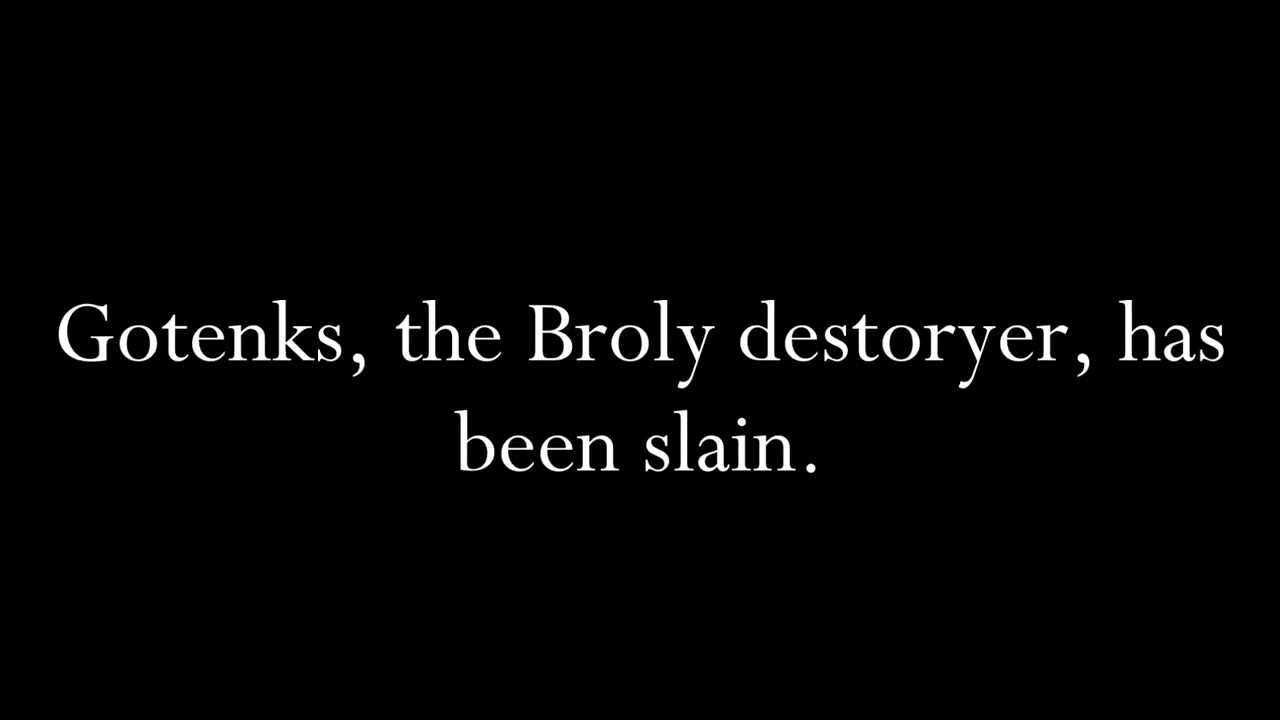 Gotenks, the Broly destoryer, has
been slain.